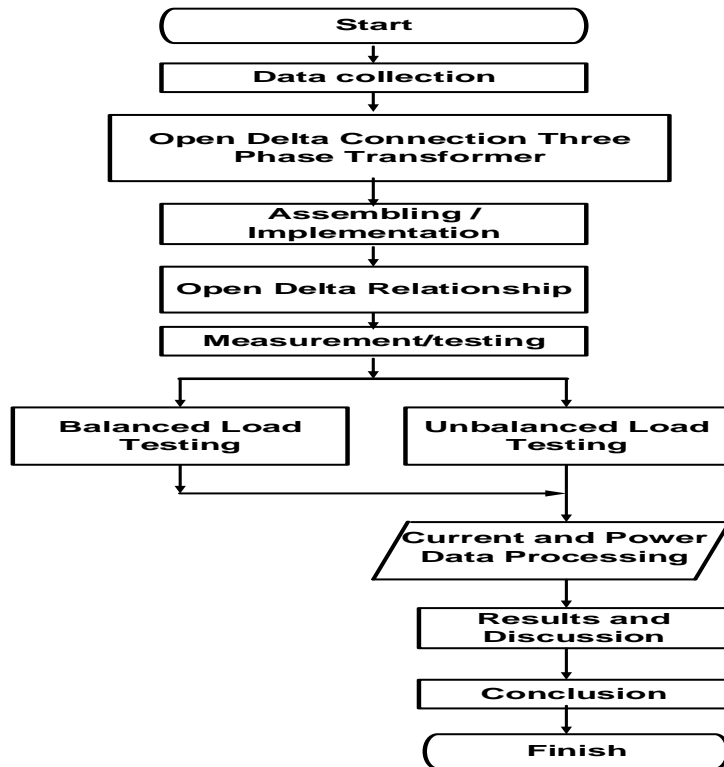 Start
Data collection
Open Delta Connection Three
Phase Transformer
Assembling /
Implementation
Open Delta Relationship
Measurement/testing
Balanced Load
Testing
Unbalanced Load
Testing
Current and Power
Data Processing
Results and
Discussion
Conclusion
Finish